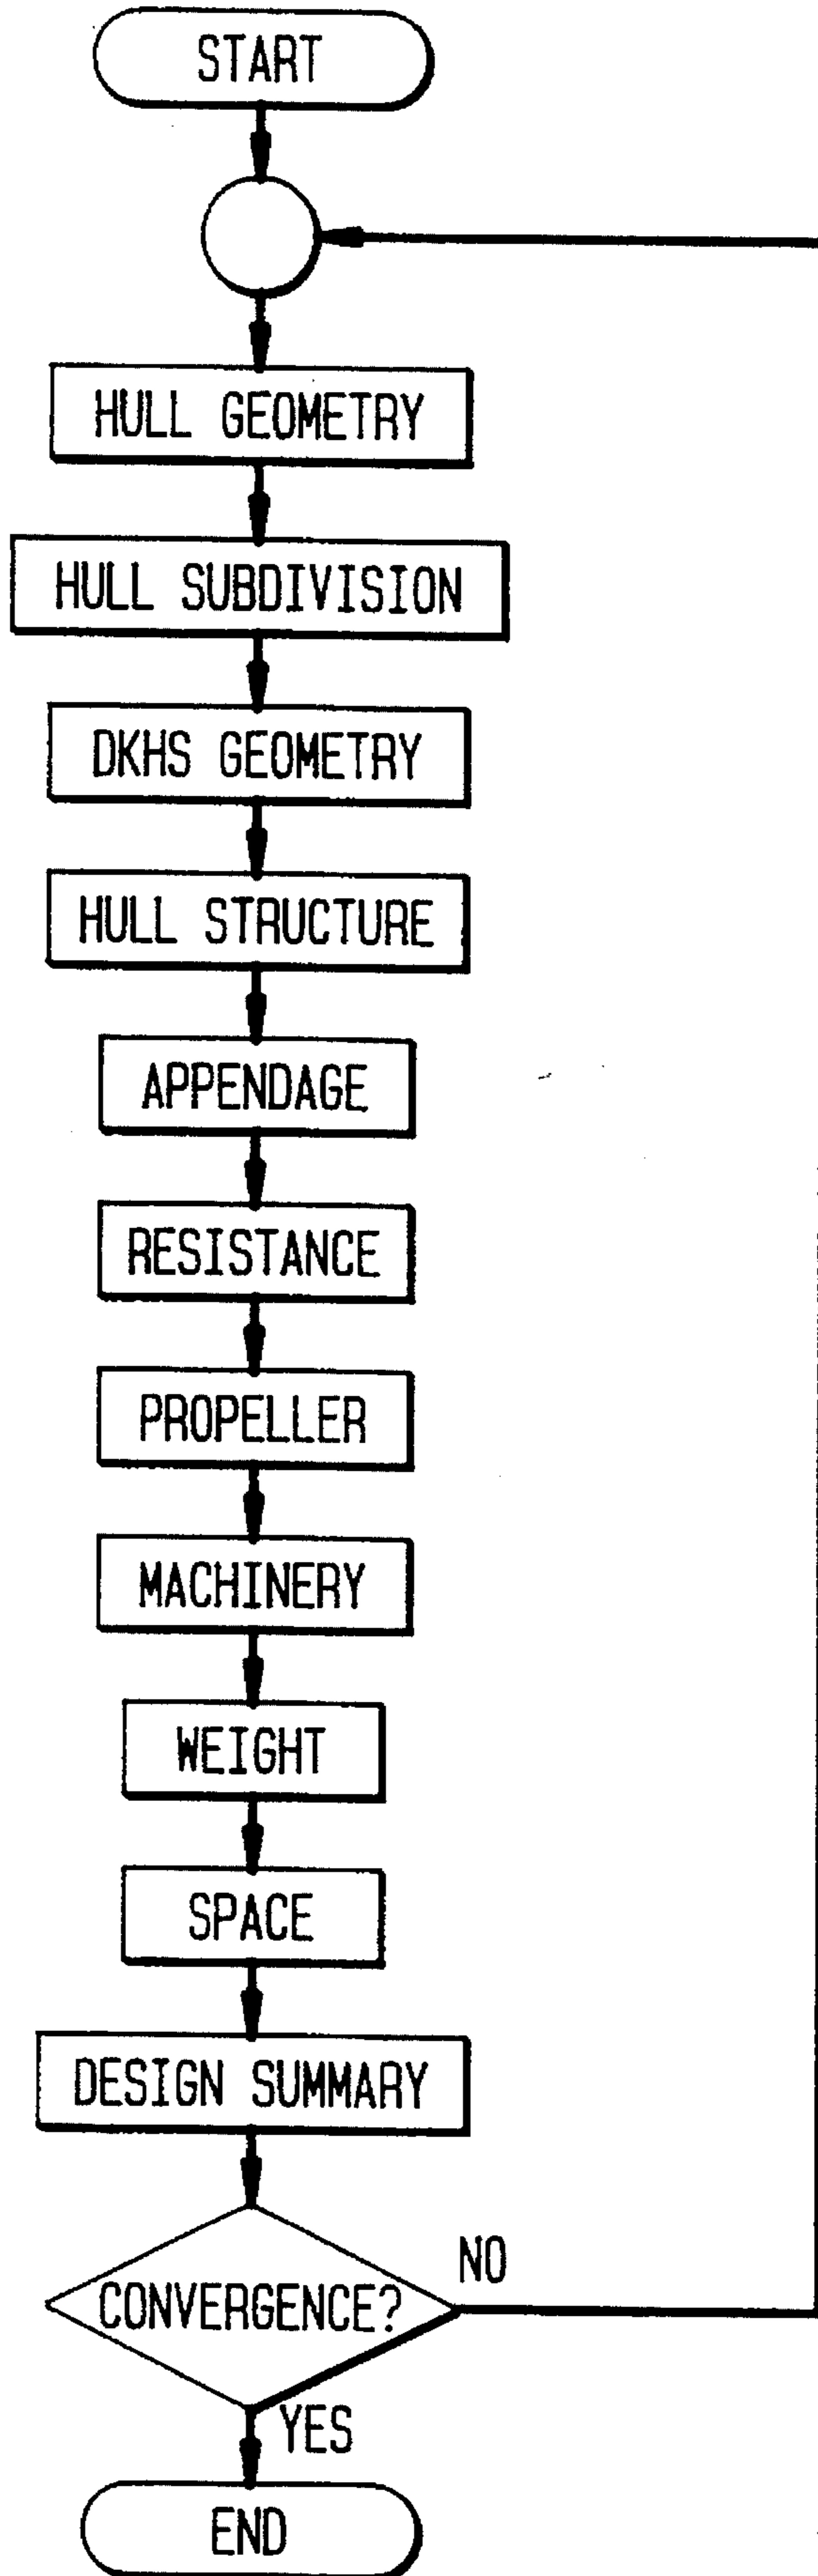 START
HULL GEOMETRY
HULL SUBDIVISION
DKHS GEOMETRY
HULL STRUCTURE
APPENDAGE
RESISTANCE
PROPELLER
MACHINERY
WEIGHT
SPACE
DESIGN SUMMARY
NO
CONVERGENCE?
YES
END